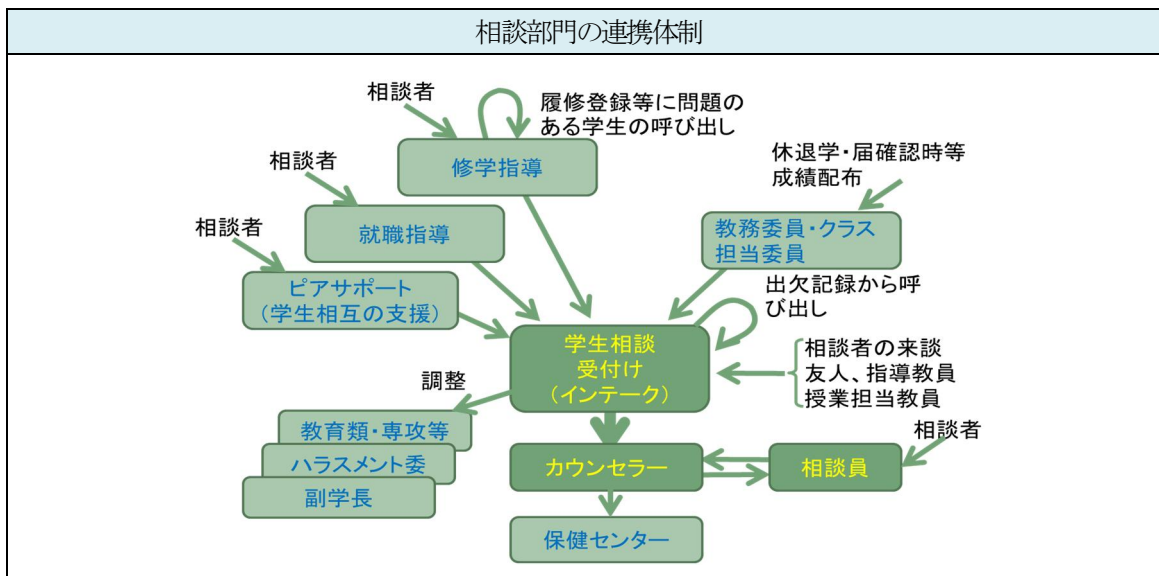 相談部門の連携体制
相談者
履修登録等に問題の
ある学生の呼び出し
修学指導
相談者
就職指導
相談者
ピアサポート
（学生相互の支援）
休退学・届確認時等
成績配布
教務委員・クラス
担当委員
出欠記録から呼
び出し
学生相談
受付け
（インテーク）
相談者の来談
友人、指導教員
授業担当教員
調整
教育類・専攻等
ハラスメント委
副学長
カウンセラー
相談者
相談員
保健センター